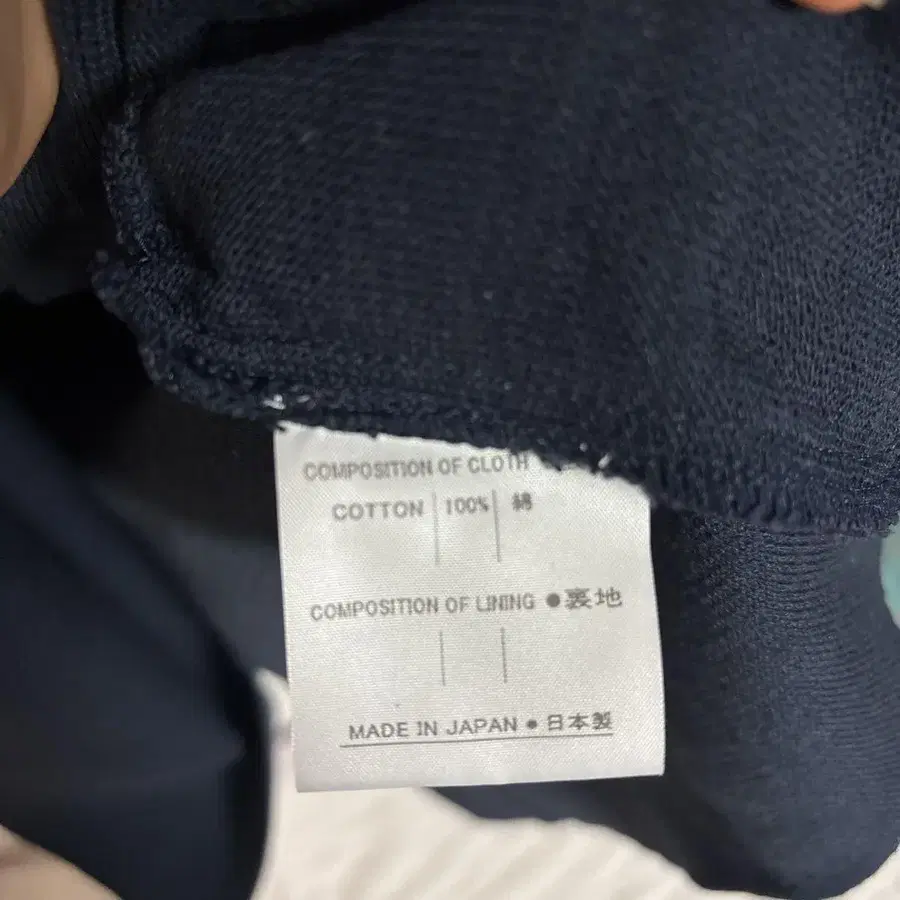 COMPOSITION OF CLOTH
COTTON 100% 綿
COMPOSITION OF LINING ●裏地
MADE IN JAPAN ● 日本製